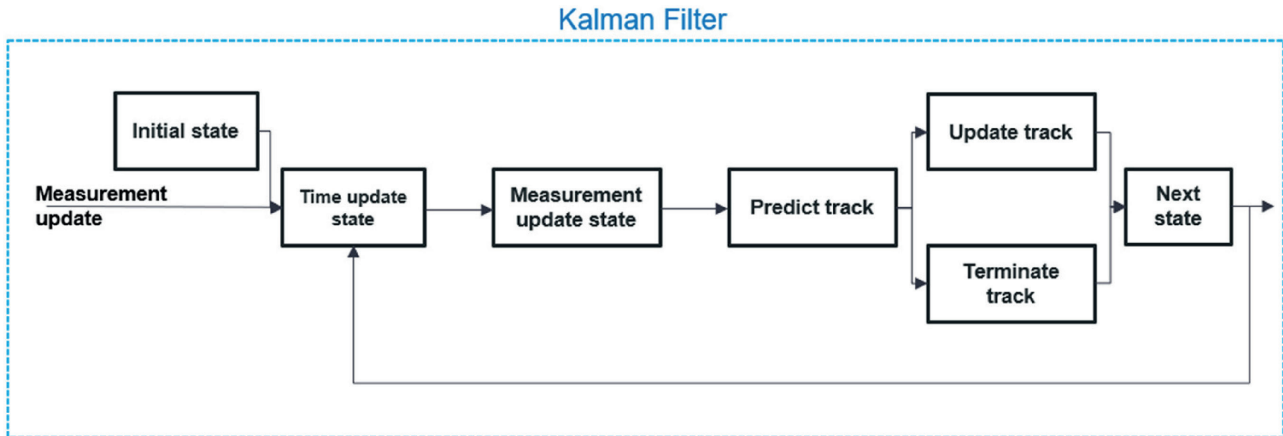 Kalman Filter
Initial state
Measurement
update
Time update
state
Measurement
update state
Predict track
Update track
Terminate
track
Next
state